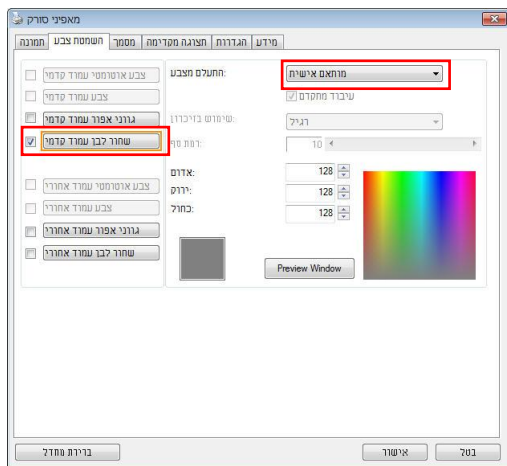 מאפיני סורק
תמונה
השמטת צבע
מסמך
תצוגה מקדימה
הגדרות
מידע
צבע אוטומטי עמוד קדמי
צבע עמוד קדמי
גווני אפור עמוד קדמי
שחור לבן עמוד קדמי
צבע אוטומטי עמוד אחורי
צבע עמוד אחורי
גווני אפור עמוד אחורי
שחור לבן עמוד אחורי
התעלם מצבע:
מותאם אישית
עיבוד מתקדם
שימוש בזיכרון:
רגיל
רמת סף:
10
אדום:
128
ירוק:
128
כחול:
128
Preview Window
ברירת מחדל
אישור
בטל